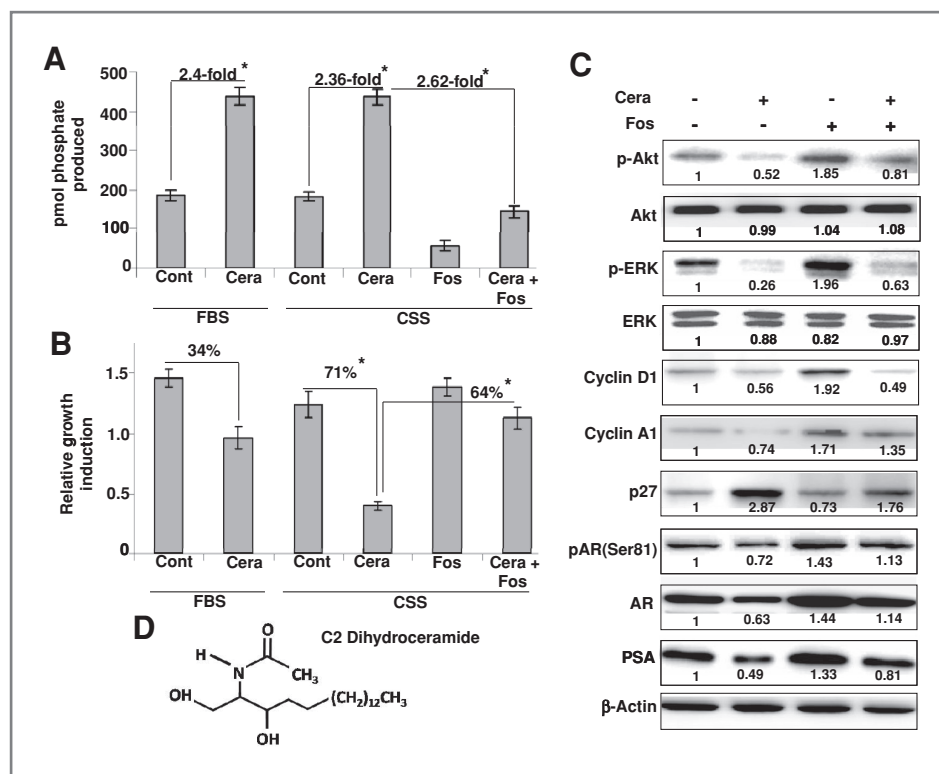 A
500
400
300
200
100
0
pmol phosphate
produced
2.4-fold*
2.36-fold*
2.62-fold*
Cont Cera Cont Cera Fos Cera +
Fos
FBS CSS
B
1.5
1.0
0.5
0
Relative growth
induction
34%
71%*
64%*
Cont Cera Cont Cera Fos Cera +
Fos
FBS CSS
C
Cera - + - +
Fos - - + +
p-Akt
1 0.52 1.85 0.81
Akt
1 0.99 1.04 1.08
p-ERK
1 0.26 1.96 0.63
ERK
1 0.88 0.82 0.97
Cyclin D1
1 0.56 1.92 0.49
Cyclin A1
1 0.74 1.71 1.35
p27
1 2.87 0.73 1.76
pAR(Ser81)
1 0.72 1.43 1.13
AR
1 0.63 1.44 1.14
PSA
1 0.49 1.33 0.81
β-Actin
D
C2 Dihydroceramide
O
H
N
CH₃
OH
(CH₂)₁₂CH₃
OH